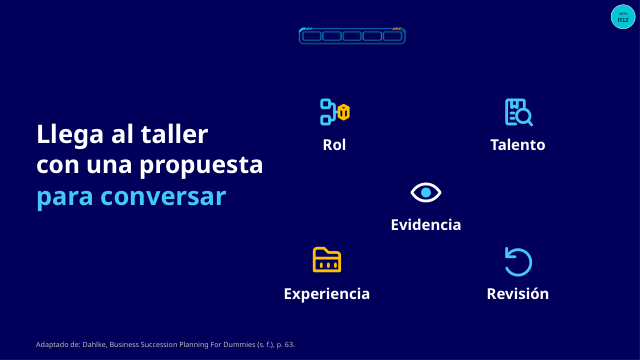 R12
Llega al taller
con una propuesta
para conversar
Rol
Talento
Evidencia
Experiencia
Revisión
Adaptado de: Dahlke, Business Succession Planning For Dummies (s. f.), p. 63.